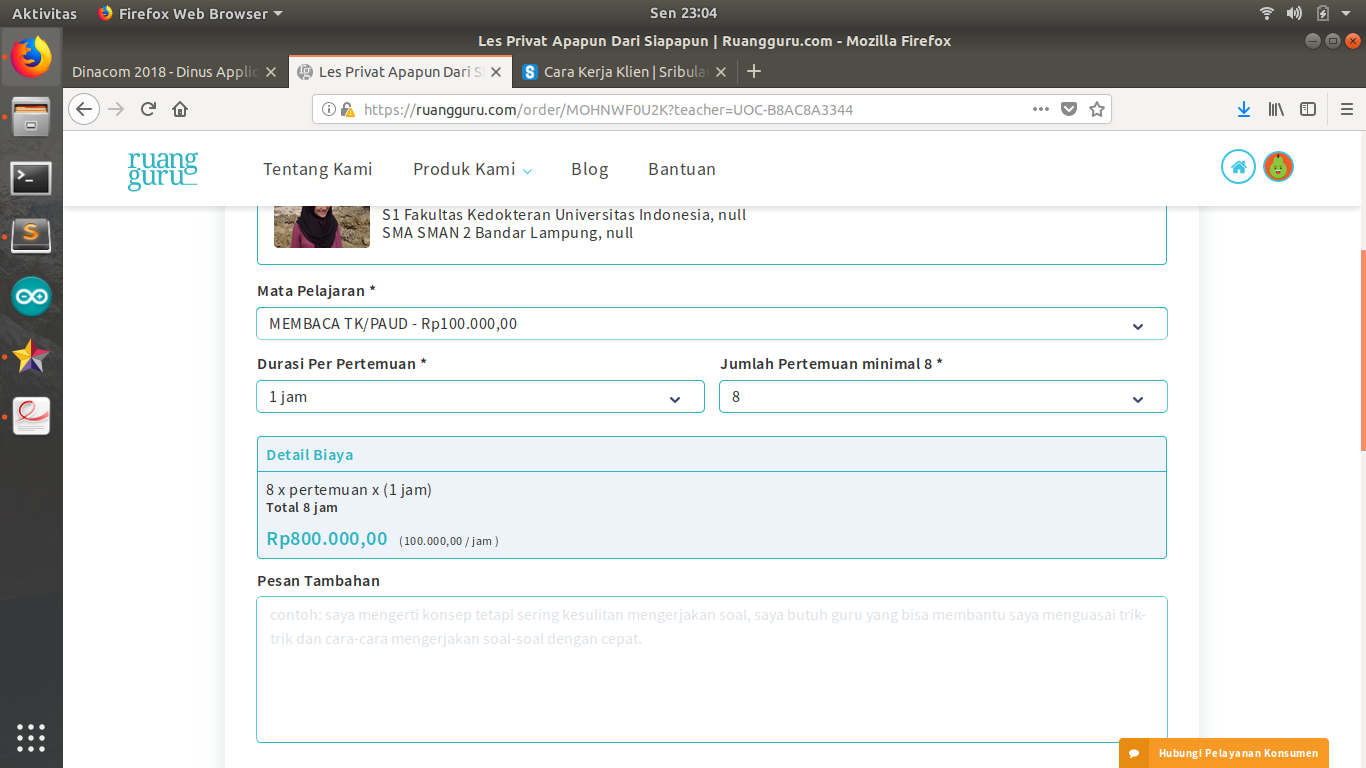 Aktivitas
Firefox Web Browser
Sen 23:04
Les Privat Apapun Dari Siapapun | Ruangguru.com - Mozilla Firefox
Dinacom 2018 - Dinus Applic
Les Privat Apapun Dari Si
Cara Kerja Klien | Sribula
https://ruangguru.com/order/MOHNWF0U2K?teacher=UOC-B8AC8A3344
ruang
guru
Tentang Kami
Produk Kami
Blog
Bantuan
S1 Fakultas Kedokteran Universitas Indonesia, null
SMA SMAN 2 Bandar Lampung, null
Mata Pelajaran *
MEMBACA TK/PAUD - Rp100.000,00
Durasi Per Pertemuan *
Jumlah Pertemuan minimal 8 *
1 jam
8
Detail Biaya
8 x pertemuan x (1 jam)
Total 8 jam
Rp800.000,00 (100.000,00 / jam )
Pesan Tambahan
contoh: saya mengerti konsep tetapi sering kesulitan mengerjakan soal, saya butuh guru yang bisa membantu saya menguasai trik-
trik dan cara-cara mengerjakan soal-soal dengan cepat.
Hubungi Pelayanan Konsumen